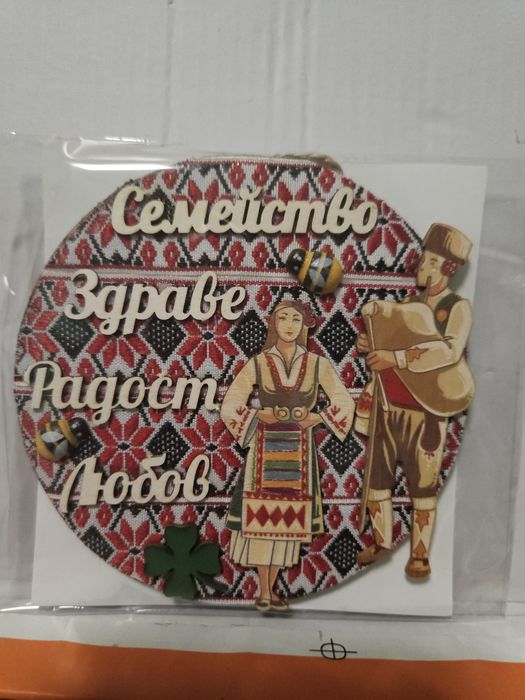 Семейство
Здраве
Радост
Любов